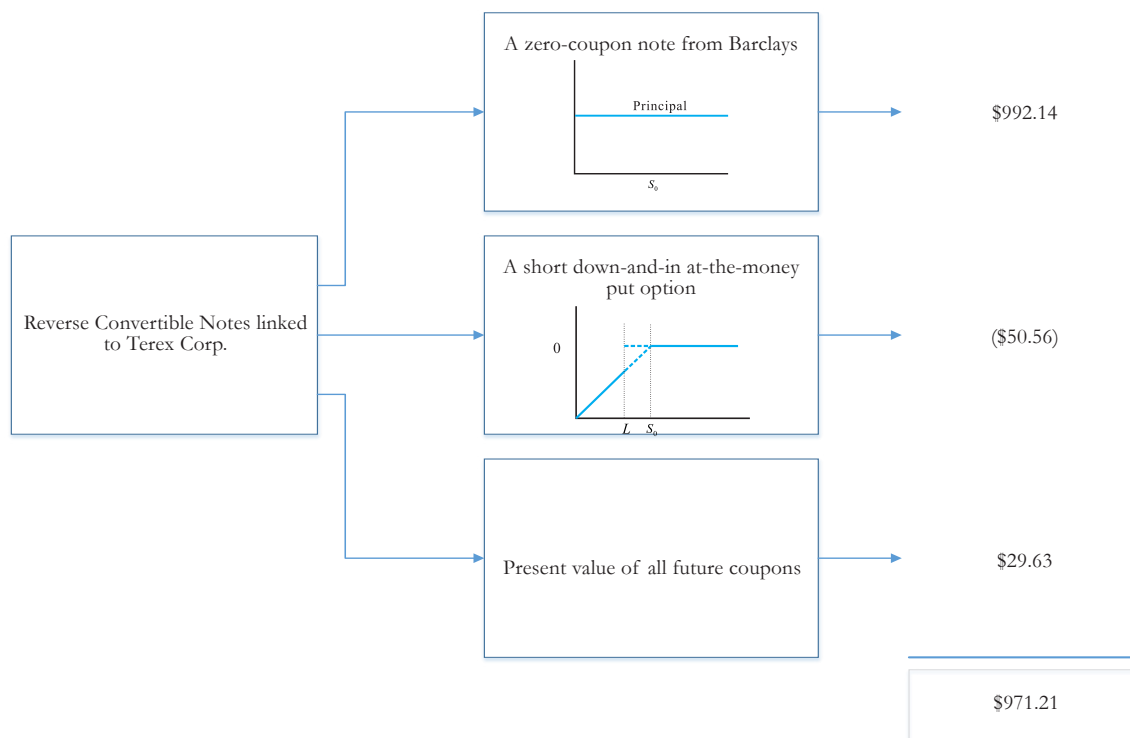 A zero-coupon note from Barclays
Principal
S₀
$992.14
Reverse Convertible Notes linked
to Terex Corp.
A short down-and-in at-the-money
put option
0
L S₀
($50.56)
Present value of all future coupons
$29.63
$971.21